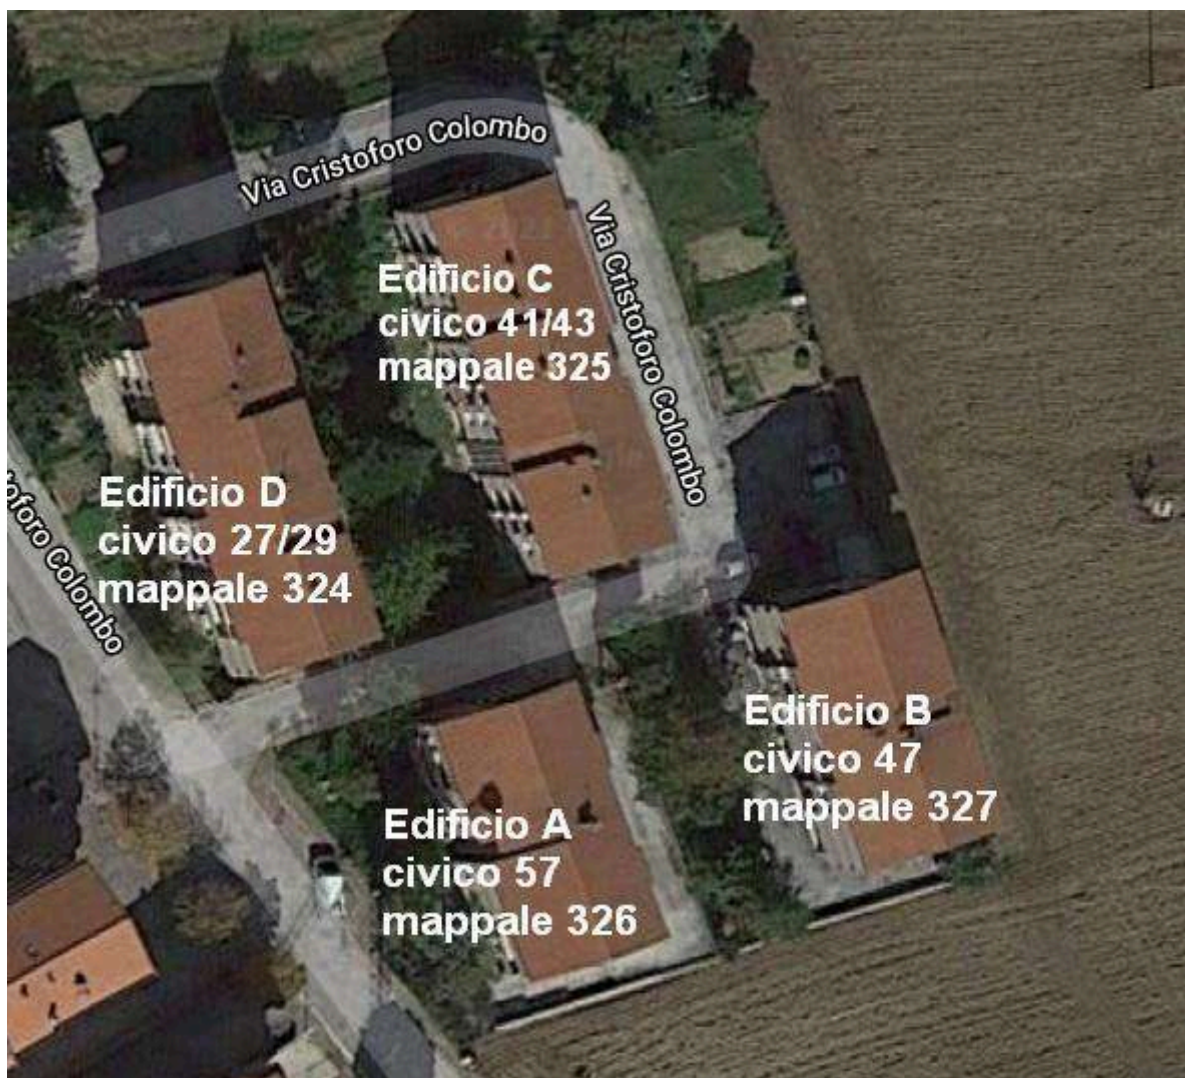 Via Cristoforo Colombo
Via Cristoforo Colombo
Edificio C
civico 41/43
mappale 325
Edificio D
civico 27/29
mappale 324
toforo Colombo
Edificio B
civico 47
mappale 327
Edificio A
civico 57
mappale 326